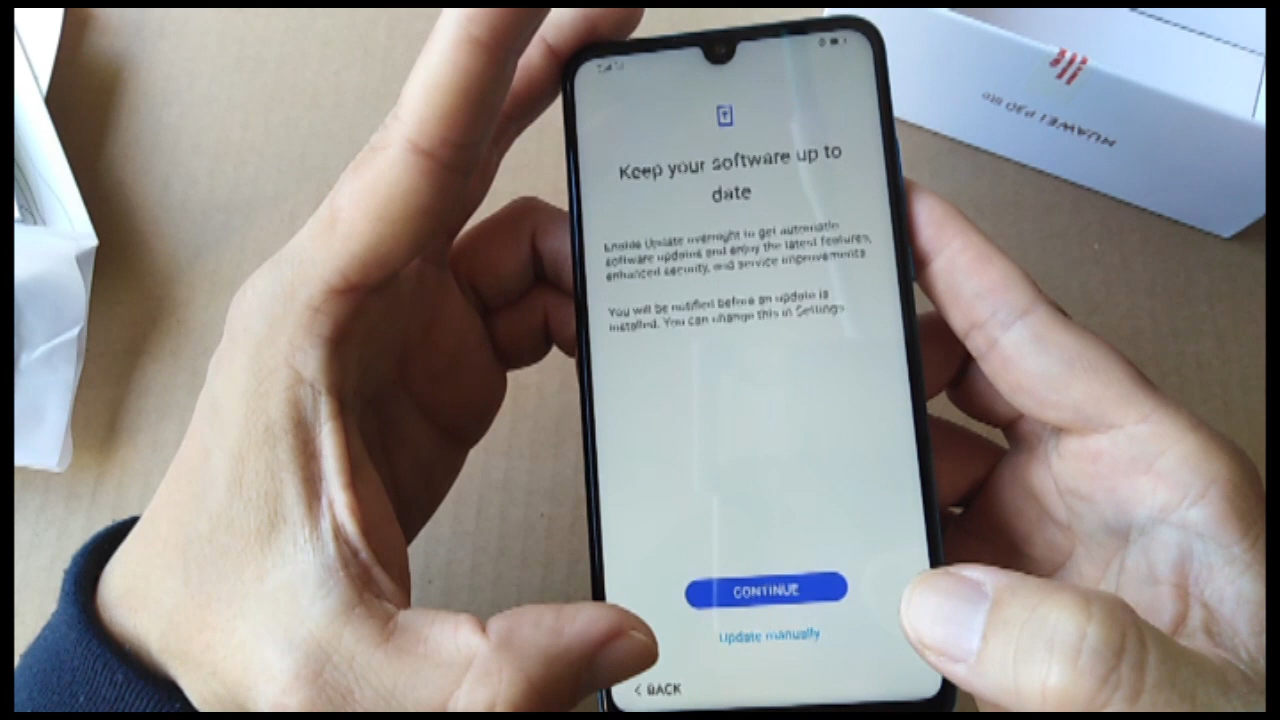 Keep your software up to
date
Enable Update overnight to get automatic
software updates and enjoy the latest features,
enhanced security, and service improvements.
You will be notified before an update is
installed. You can change this in Settings.
CONTINUE
Update manually
< BACK
HUAWEI P30 lite